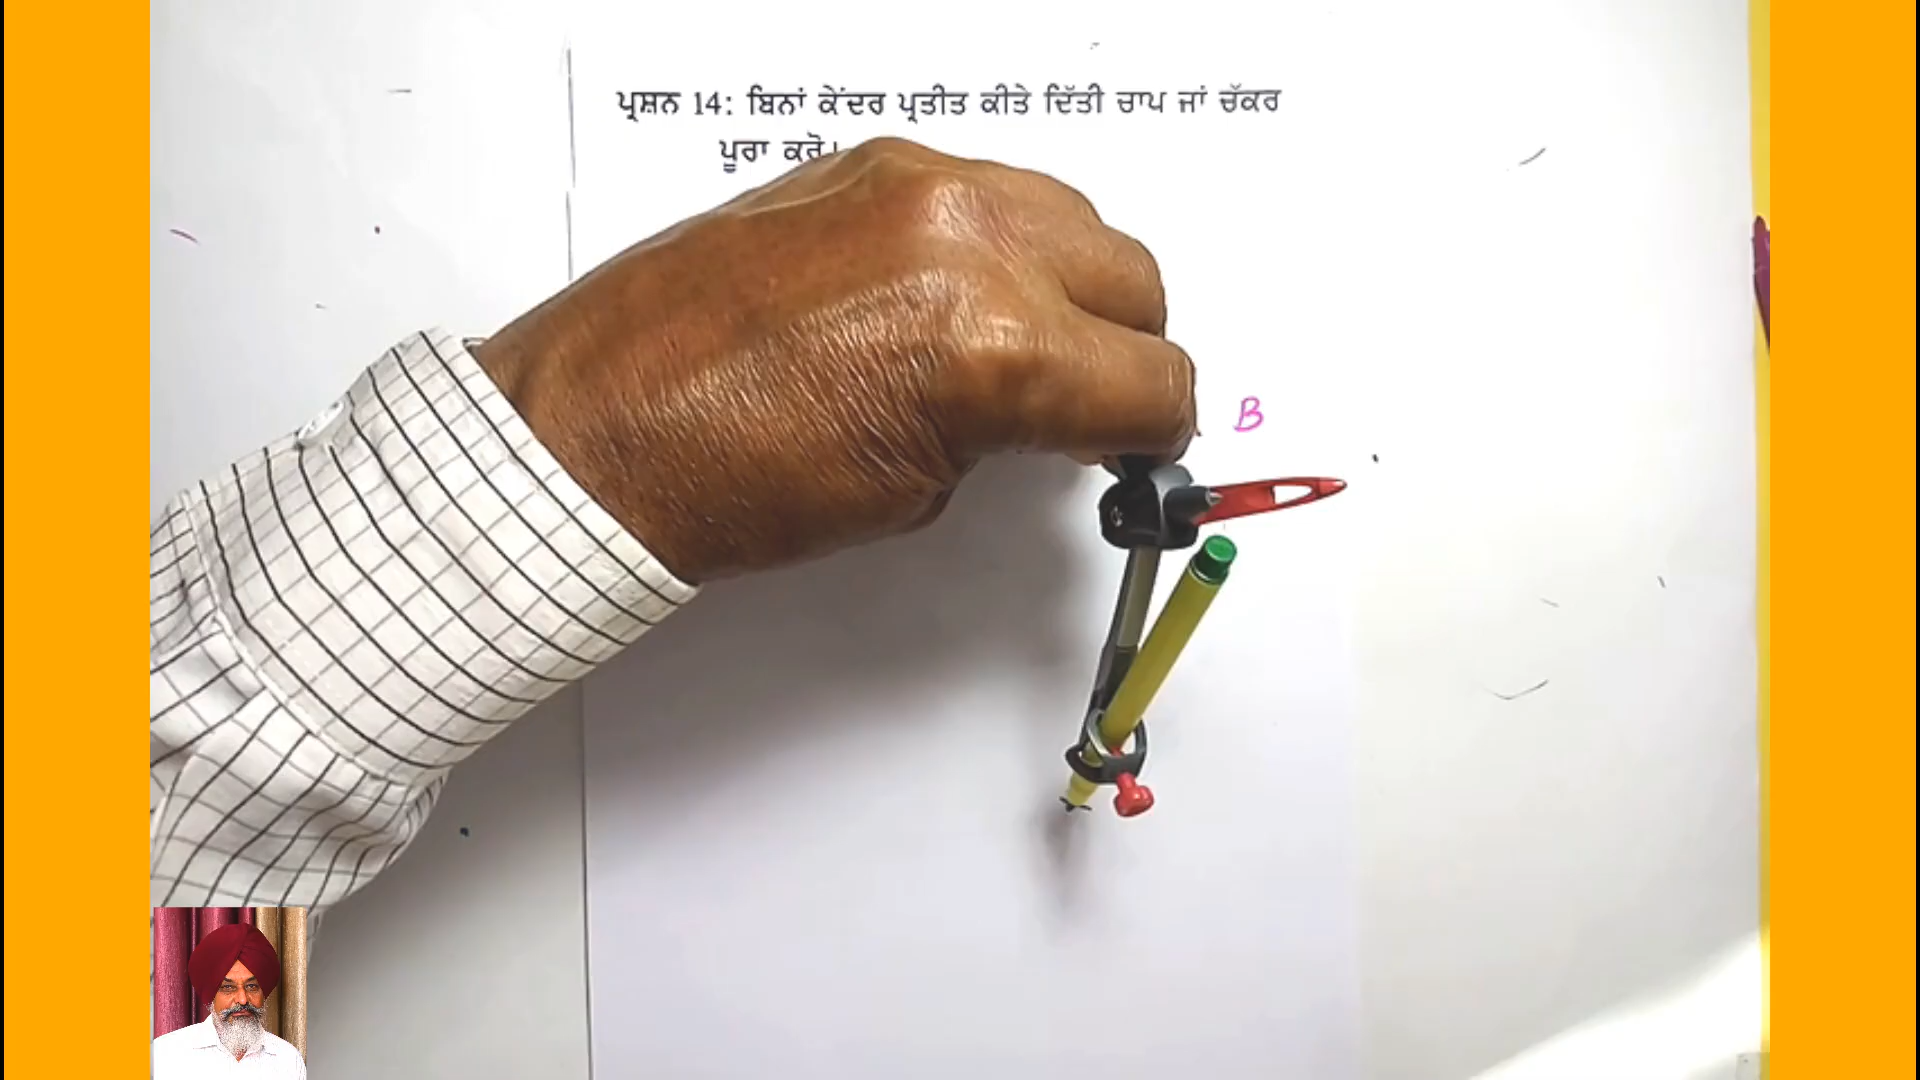 ਪ੍ਰਸ਼ਨ 14: ਬਿਨਾਂ ਕੇਂਦਰ ਪ੍ਰਤੀਤ ਕੀਤੇ ਦਿੱਤੀ ਚਾਪ ਜਾਂ ਚੱਕਰ
ਪੂਰਾ ਕਰੋ।
B